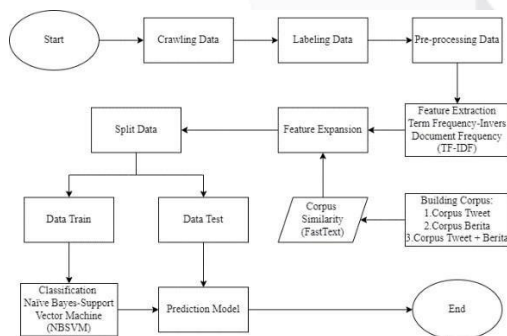 Start
Crawling Data
Labeling Data
Pre-processing Data
Feature Extraction
Term Frequency-Invers
Document Frequency
(TF-IDF)
Feature Expansion
Split Data
Building Corpus:
1.Corpus Tweet
2.Corpus Berita
3.Corpus Tweet + Berita
Corpus
Similarity
(FastText)
Data Train
Data Test
Classification
Naive Bayes-Support
Vector Machine
(NBSVM)
Prediction Model
End